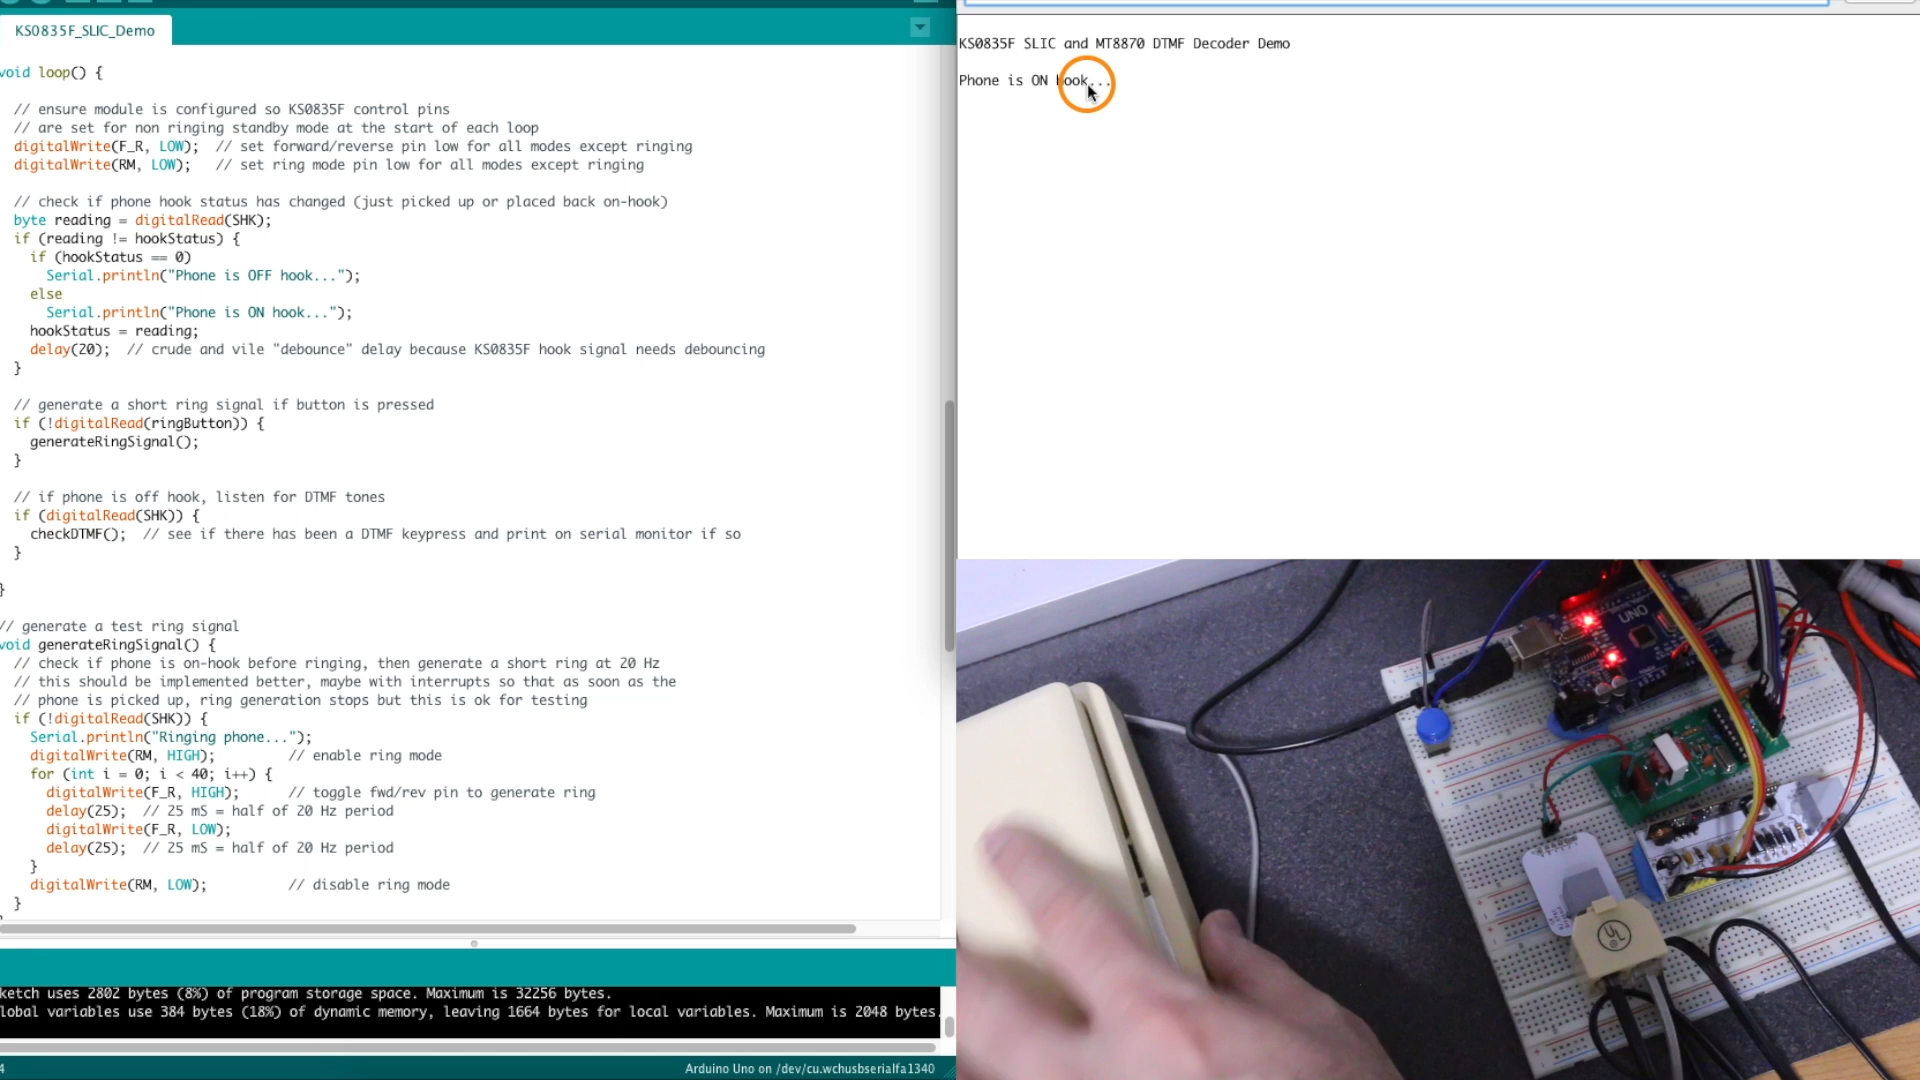 KS0835F_SLIC_Demo
void loop() {
// ensure module is configured so KS0835F control pins
// are set for non ringing standby mode at the start of each loop
digitalWrite(F_R, LOW);  // set forward/reverse pin low for all modes except ringing
digitalWrite(RM, LOW);   // set ring mode pin low for all modes except ringing
// check if phone hook status has changed (just picked up or placed back on-hook)
byte reading = digitalRead(SHK);
if (reading != hookStatus) {
if (hookStatus == 0)
Serial.println("Phone is OFF hook...");
else
Serial.println("Phone is ON hook...");
hookStatus = reading;
delay(20);  // crude and vile "debounce" delay because KS0835F hook signal needs debouncing
}
// generate a short ring signal if button is pressed
if (!digitalRead(ringButton)) {
generateRingSignal();
}
// if phone is off hook, listen for DTMF tones
if (digitalRead(SHK)) {
checkDTMF();  // see if there has been a DTMF keypress and print on serial monitor if so
}
}
// generate a test ring signal
void generateRingSignal() {
// check if phone is on-hook before ringing, then generate a short ring at 20 Hz
// this should be implemented better, maybe with interrupts so that as soon as the
// phone is picked up, ring generation stops but this is ok for testing
if (!digitalRead(SHK)) {
Serial.println("Ringing phone...");
digitalWrite(RM, HIGH);         // enable ring mode
for (int i = 0; i < 40; i++) {
digitalWrite(F_R, HIGH);      // toggle fwd/rev pin to generate ring
delay(25);  // 25 mS = half of 20 Hz period
digitalWrite(F_R, LOW);
delay(25);  // 25 mS = half of 20 Hz period
}
digitalWrite(RM, LOW);          // disable ring mode
}
ketch uses 2802 bytes (8%) of program storage space. Maximum is 32256 bytes.
lobal variables use 384 bytes (18%) of dynamic memory, leaving 1664 bytes for local variables. Maximum is 2048 bytes.
4
Arduino Uno on /dev/cu.wchusbserialfa1340
KS0835F SLIC and MT8870 DTMF Decoder Demo
Phone is ON hook...
UNO
UL